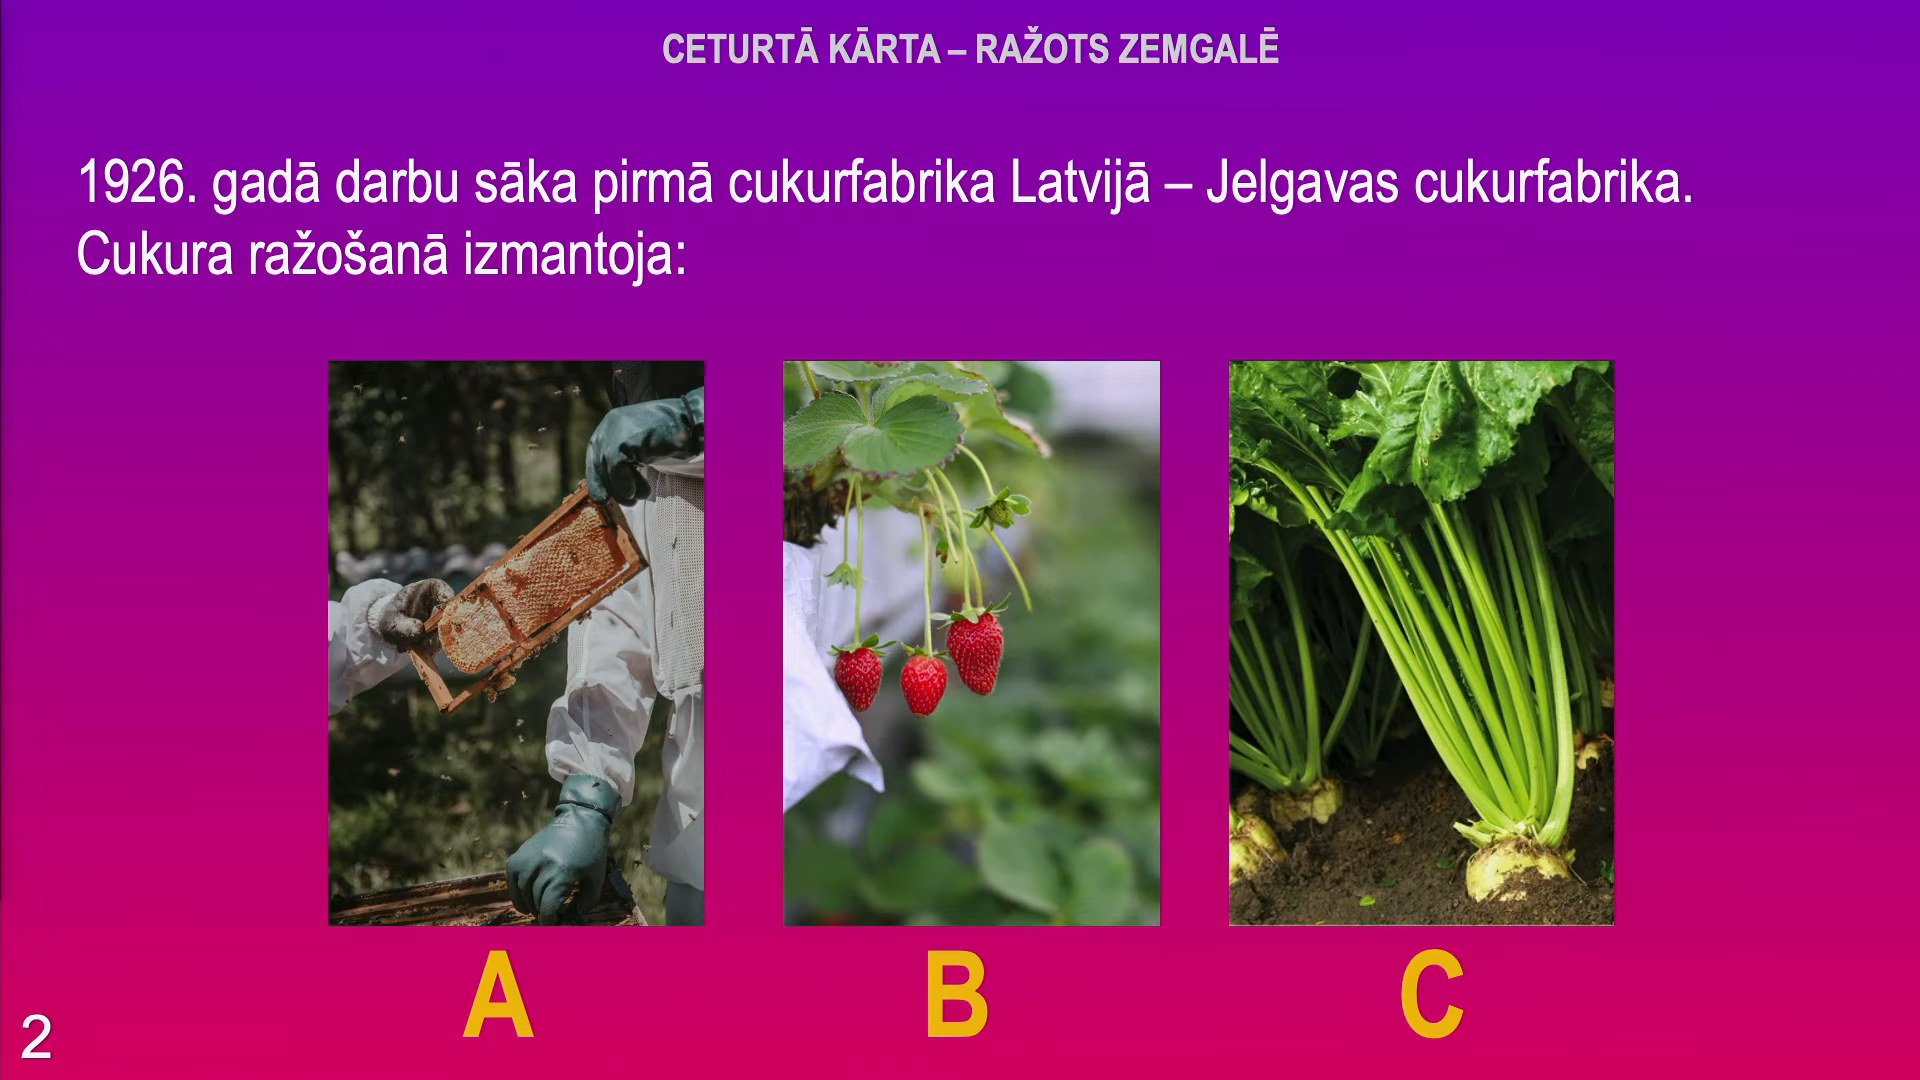 CETURTĀ KĀRTA – RAŽOTS ZEMGALĒ
1926. gadā darbu sāka pirmā cukurfabrika Latvijā – Jelgavas cukurfabrika.
Cukura ražošanā izmantoja:
A
B
C
2